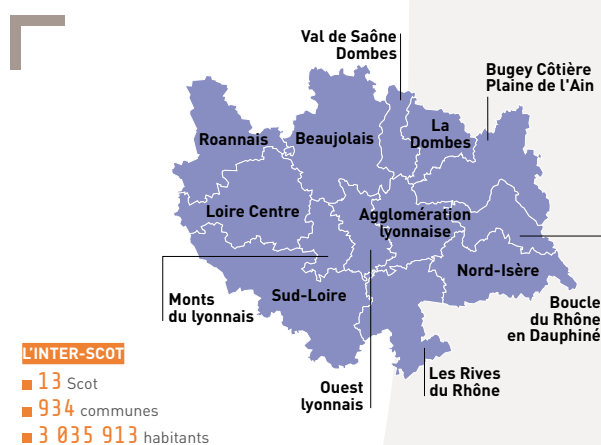 Val de Saône
Dombes
Bugey Côtière
Plaine de l'Ain
La
Dombes
Roannais
Beaujolais
Loire Centre
Agglomération
lyonnaise
Nord-Isère
Monts
du lyonnais
Sud-Loire
Boucle
du Rhône
en Dauphiné
Ouest
lyonnais
Les Rives
du Rhône
L'INTER-SCOT
13 Scot
934 communes
3 035 913 habitants